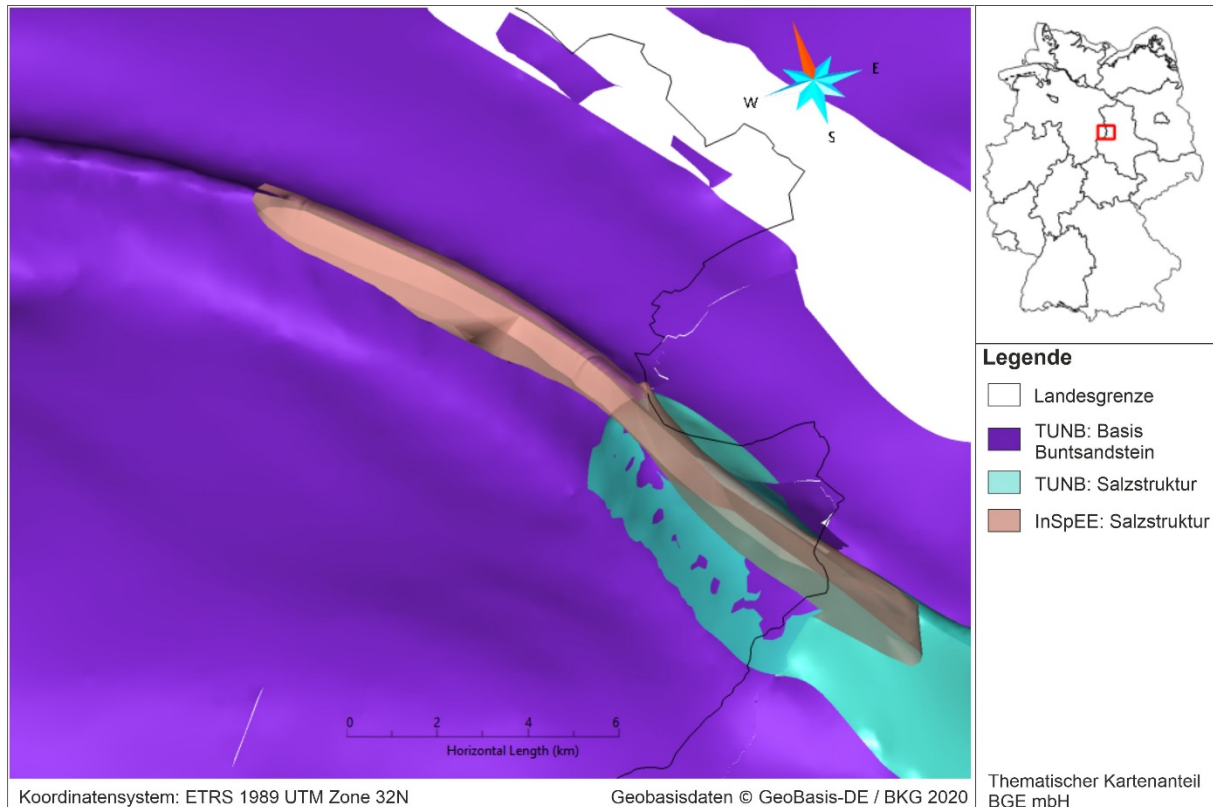 W
E
S
0 2 4 6
Horizontal Length (km)
Koordinatensystem: ETRS 1989 UTM Zone 32N
Geobasisdaten © GeoBasis-DE / BKG 2020
Legende
Landesgrenze
TUNB: Basis
Buntsandstein
TUNB: Salzstruktur
InSpEE: Salzstruktur
Thematischer Kartenanteil
BGE mbH